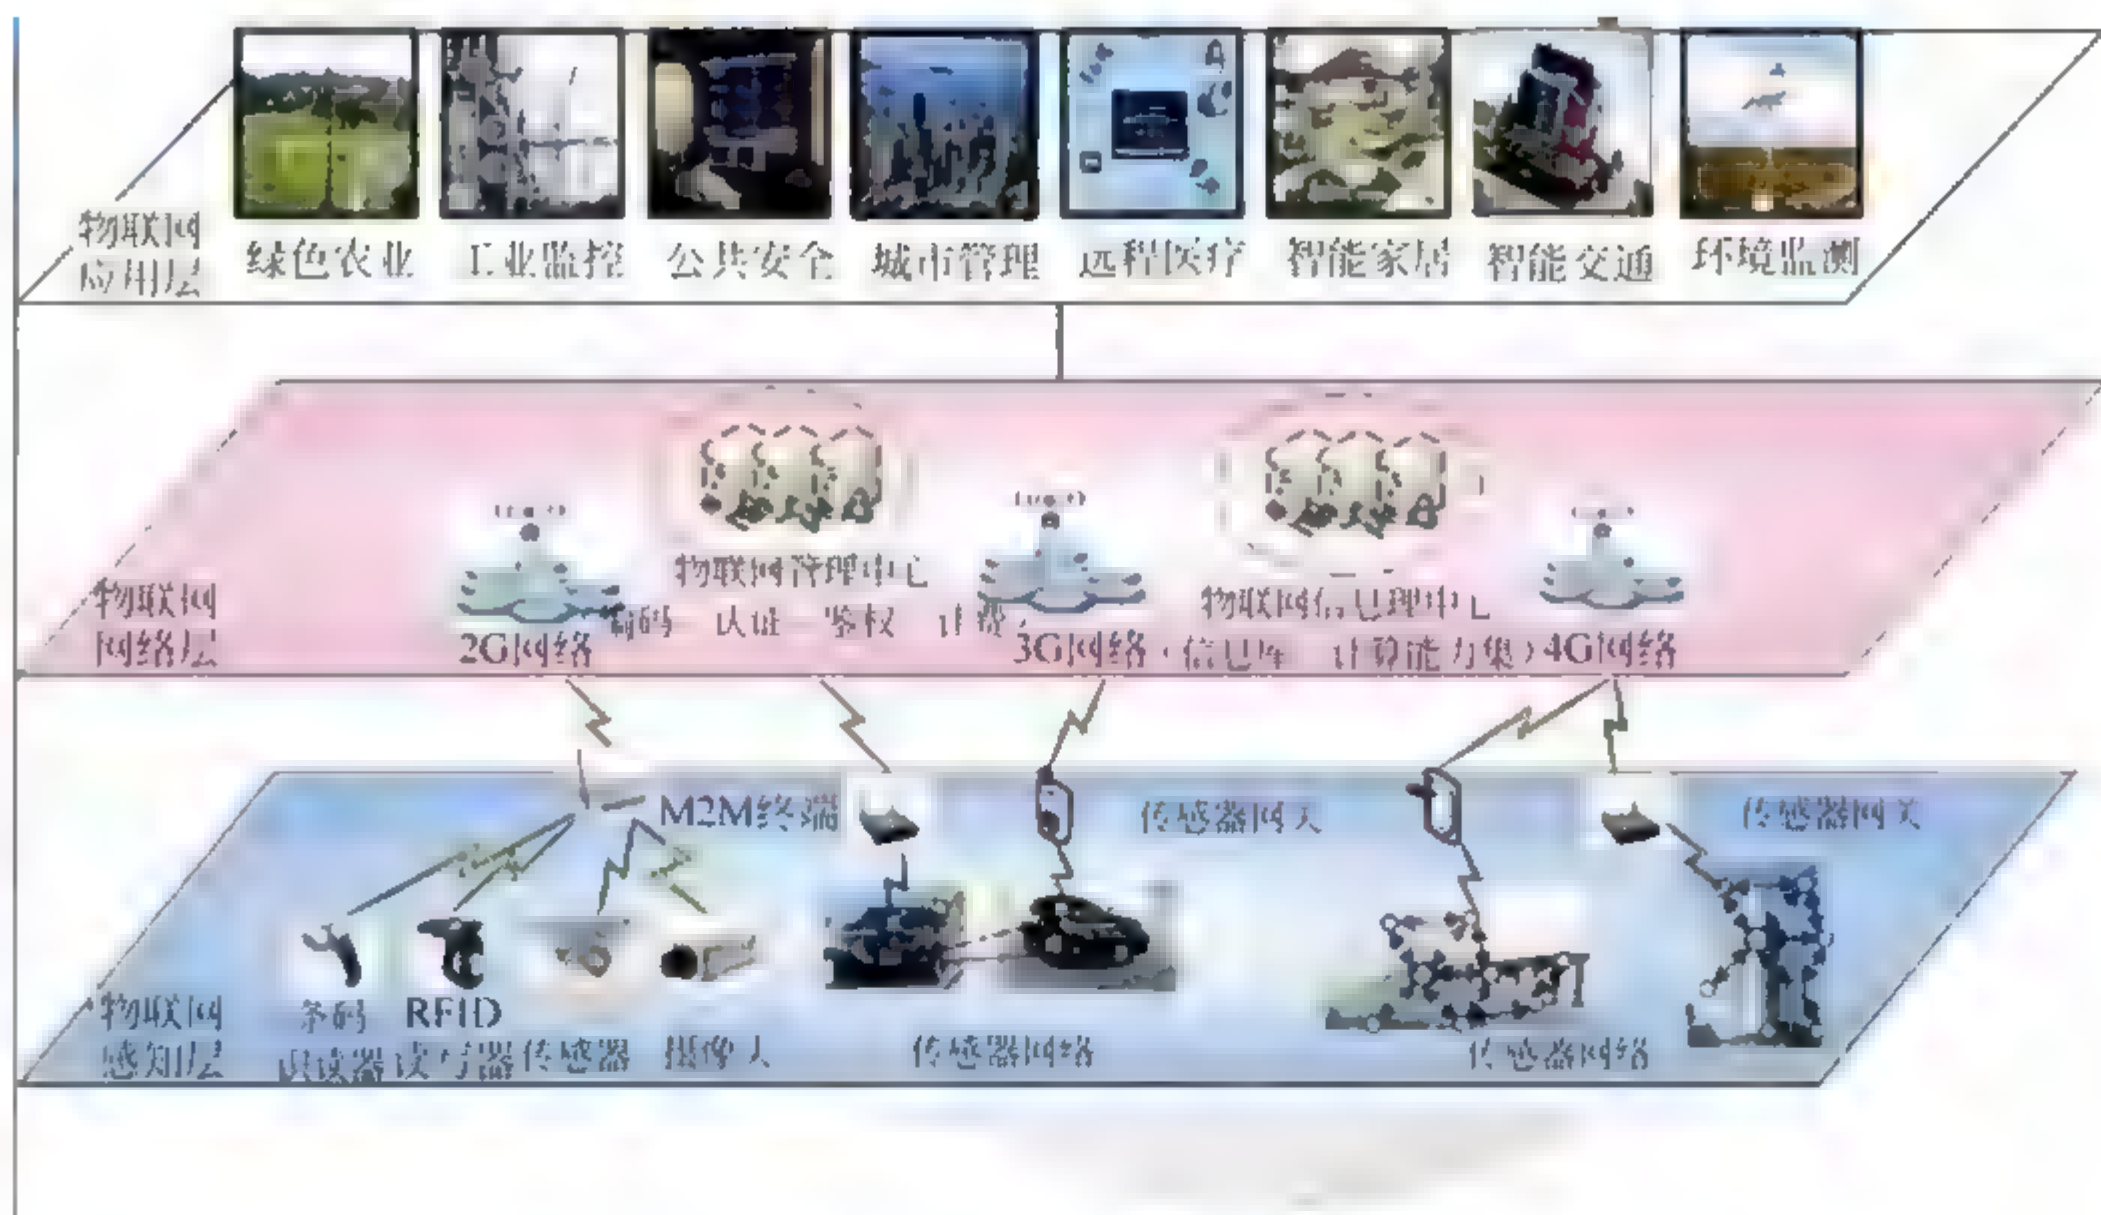 物联网
应用层
绿色农业
工业监控
公共安全
城市管理
远程医疗
智能家居
智能交通
环境监测
物联网
网络层
2G网络
物联网管理中心
编码 认证 鉴权 计费
3G网络
物联网信息理中心
(信息库 计算能力集)
4G网络
M2M终端
传感器网关
传感器网关
物联网
感知层
条码
识读器
RFID
读写器
传感器
摄像头
传感器网络
传感器网络